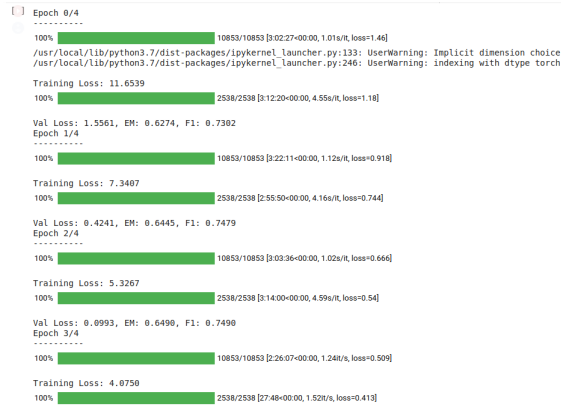 [ ] Epoch 0/4
----------
100% 10853/10853 [3:02:27<00:00, 1.01s/it, loss=1.46]
/usr/local/lib/python3.7/dist-packages/ipykernel_launcher.py:133: UserWarning: Implicit dimension choice
/usr/local/lib/python3.7/dist-packages/ipykernel_launcher.py:246: UserWarning: indexing with dtype torch
Training Loss: 11.6539
100% 2538/2538 [3:12:20<00:00, 4.55s/it, loss=1.18]
Val Loss: 1.5561, EM: 0.6274, F1: 0.7302
Epoch 1/4
----------
100% 10853/10853 [3:22:11<00:00, 1.12s/it, loss=0.918]
Training Loss: 7.3407
100% 2538/2538 [2:55:50<00:00, 4.16s/it, loss=0.744]
Val Loss: 0.4241, EM: 0.6445, F1: 0.7479
Epoch 2/4
----------
100% 10853/10853 [3:03:36<00:00, 1.02s/it, loss=0.666]
Training Loss: 5.3267
100% 2538/2538 [3:14:00<00:00, 4.59s/it, loss=0.54]
Val Loss: 0.0993, EM: 0.6490, F1: 0.7490
Epoch 3/4
----------
100% 10853/10853 [2:26:07<00:00, 1.24it/s, loss=0.509]
Training Loss: 4.0750
100% 2538/2538 [27:48<00:00, 1.52it/s, loss=0.413]